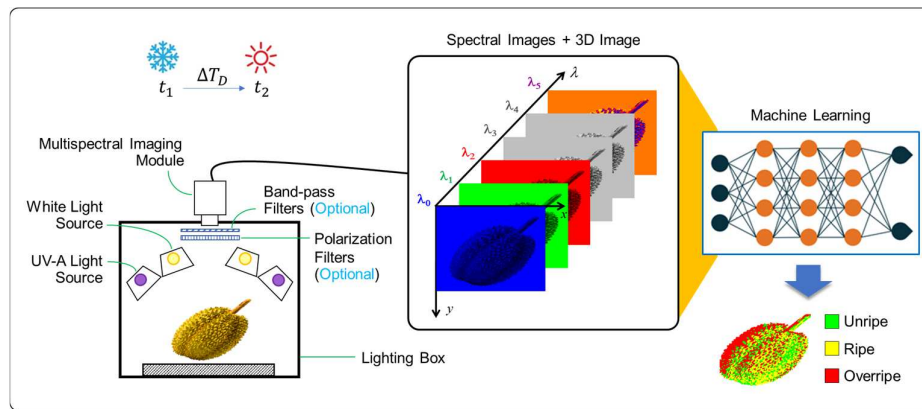 ΔT_D
t₁ t₂
Multispectral Imaging
Module
White Light
Source
UV-A Light
Source
Band-pass
Filters (Optional)
Polarization
Filters
(Optional)
Lighting Box
Spectral Images + 3D Image
λ
λ₅
λ₄
λ₃
λ₂
λ₁
λ₀
x
y
Machine Learning
Unripe
Ripe
Overripe